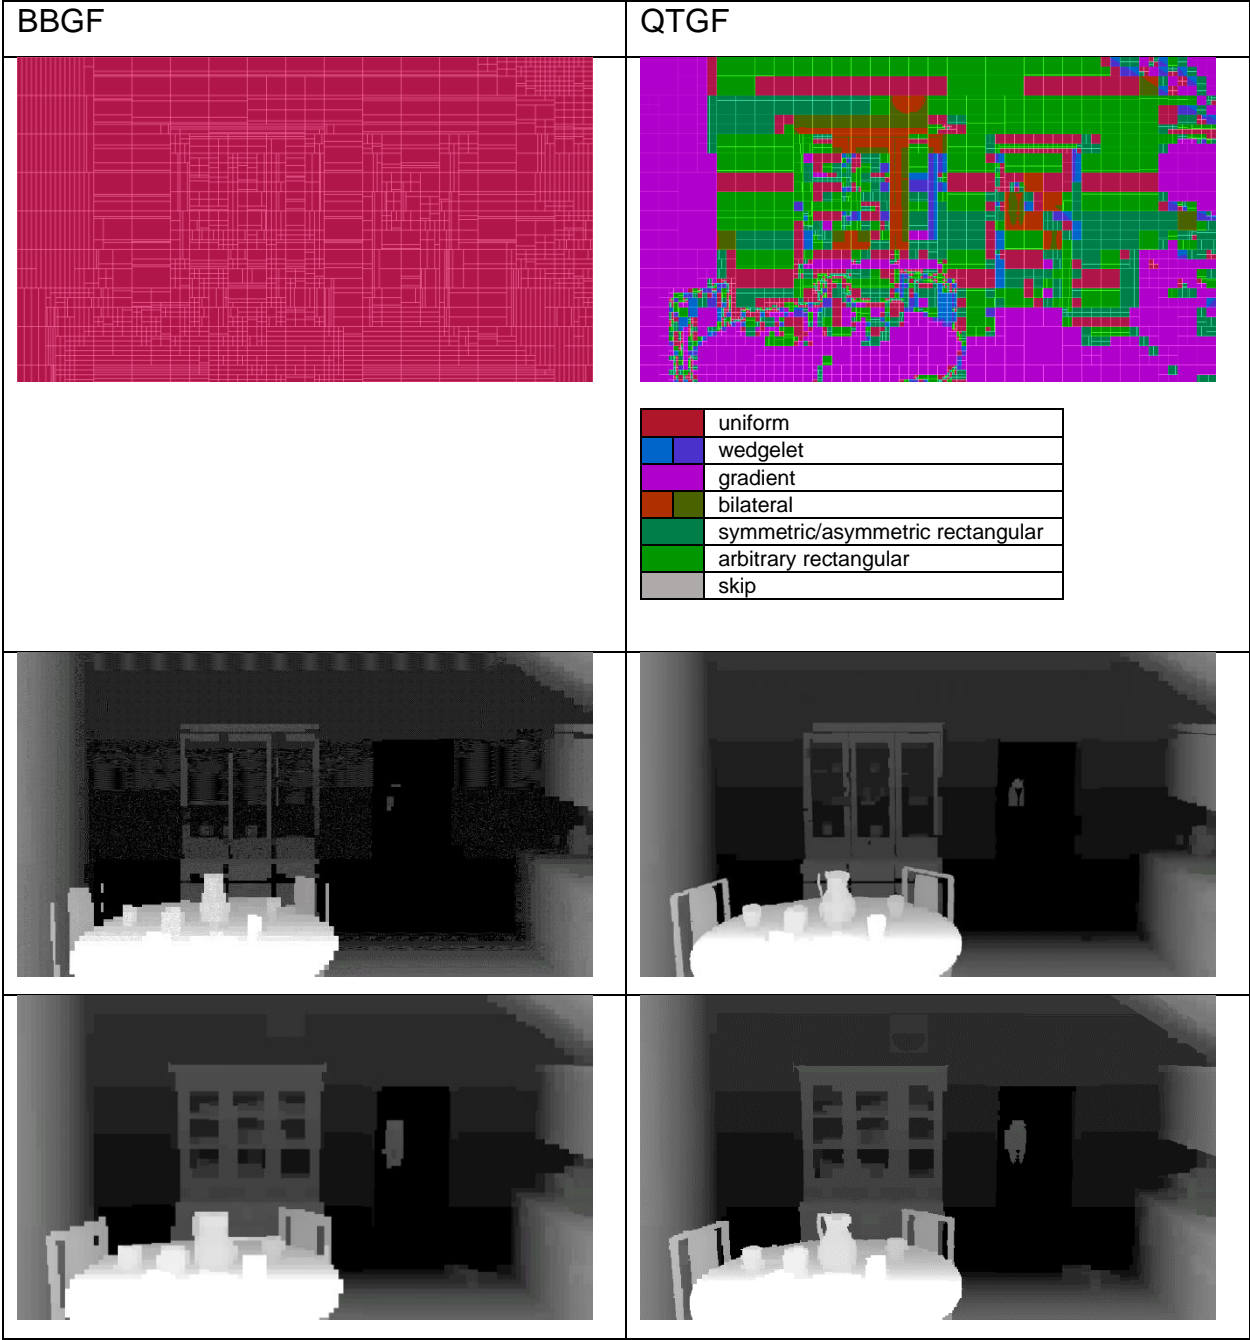 BBGF
QTGF
uniform
wedgelet
gradient
bilateral
symmetric/asymmetric rectangular
arbitrary rectangular
skip